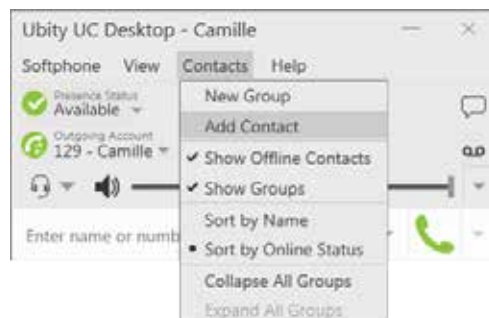 Ubity UC Desktop - Camille
Softphone View Contacts Help
Presence Status
Available
Outgoing Account
129 - Camille
New Group
Add Contact
Show Offline Contacts
Show Groups
Sort by Name
Sort by Online Status
Collapse All Groups
Expand All Groups
Enter name or numb